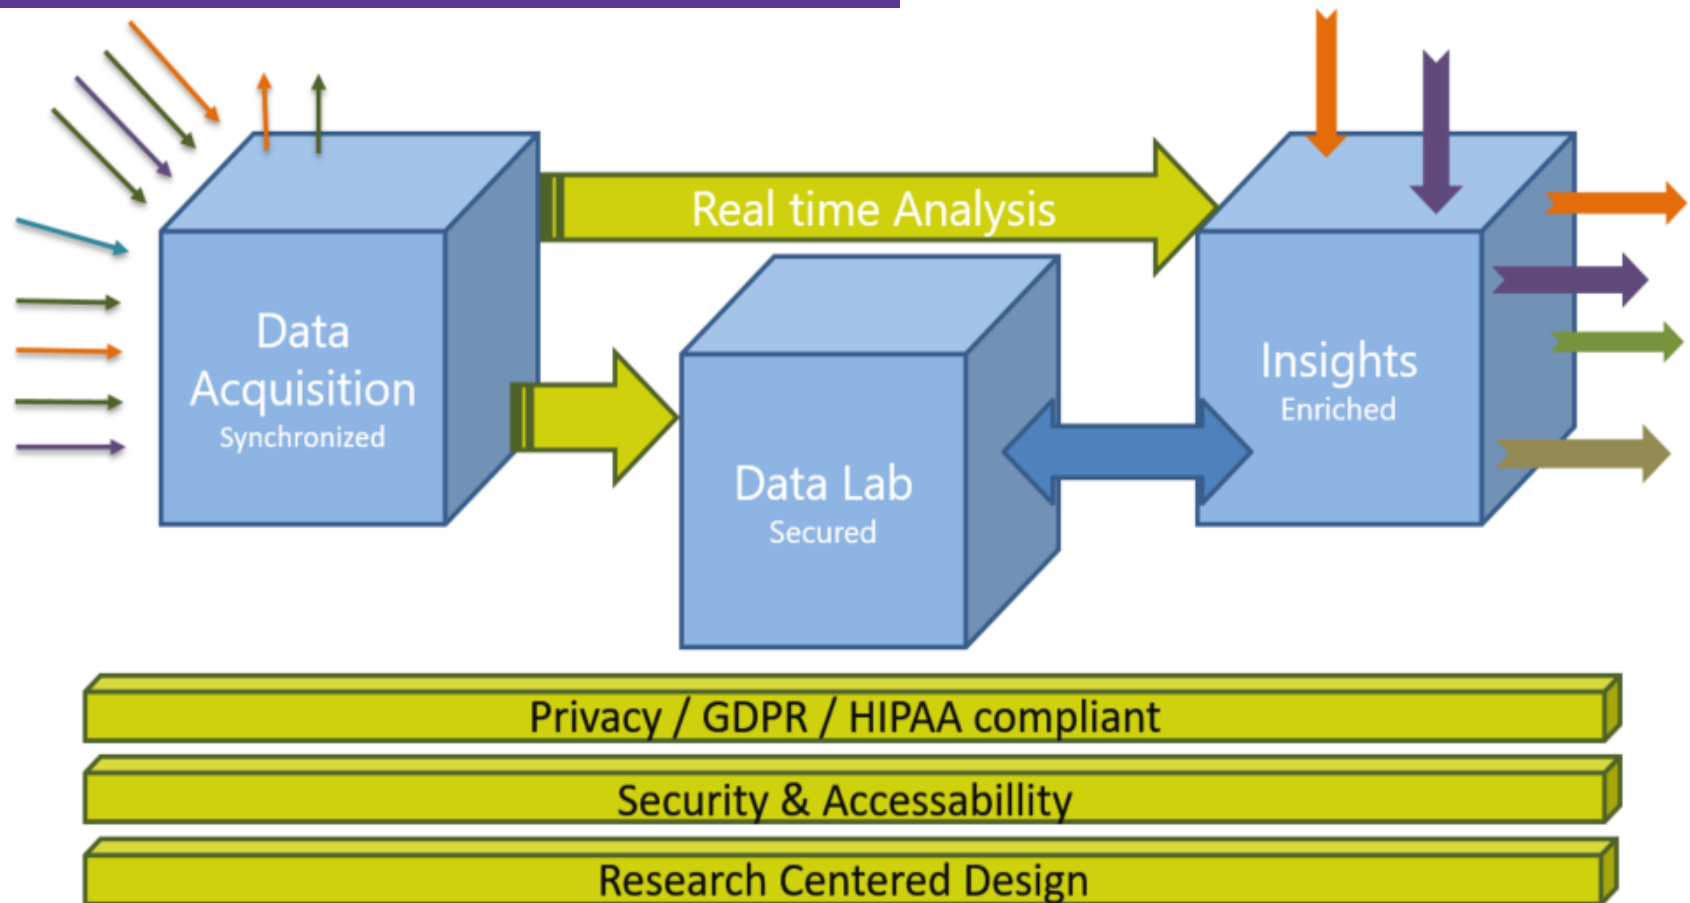 Real time Analysis
Data
Acquisition
Synchronized
Data Lab
Secured
Insights
Enriched
Privacy / GDPR / HIPAA compliant
Security & Accessabillity
Research Centered Design